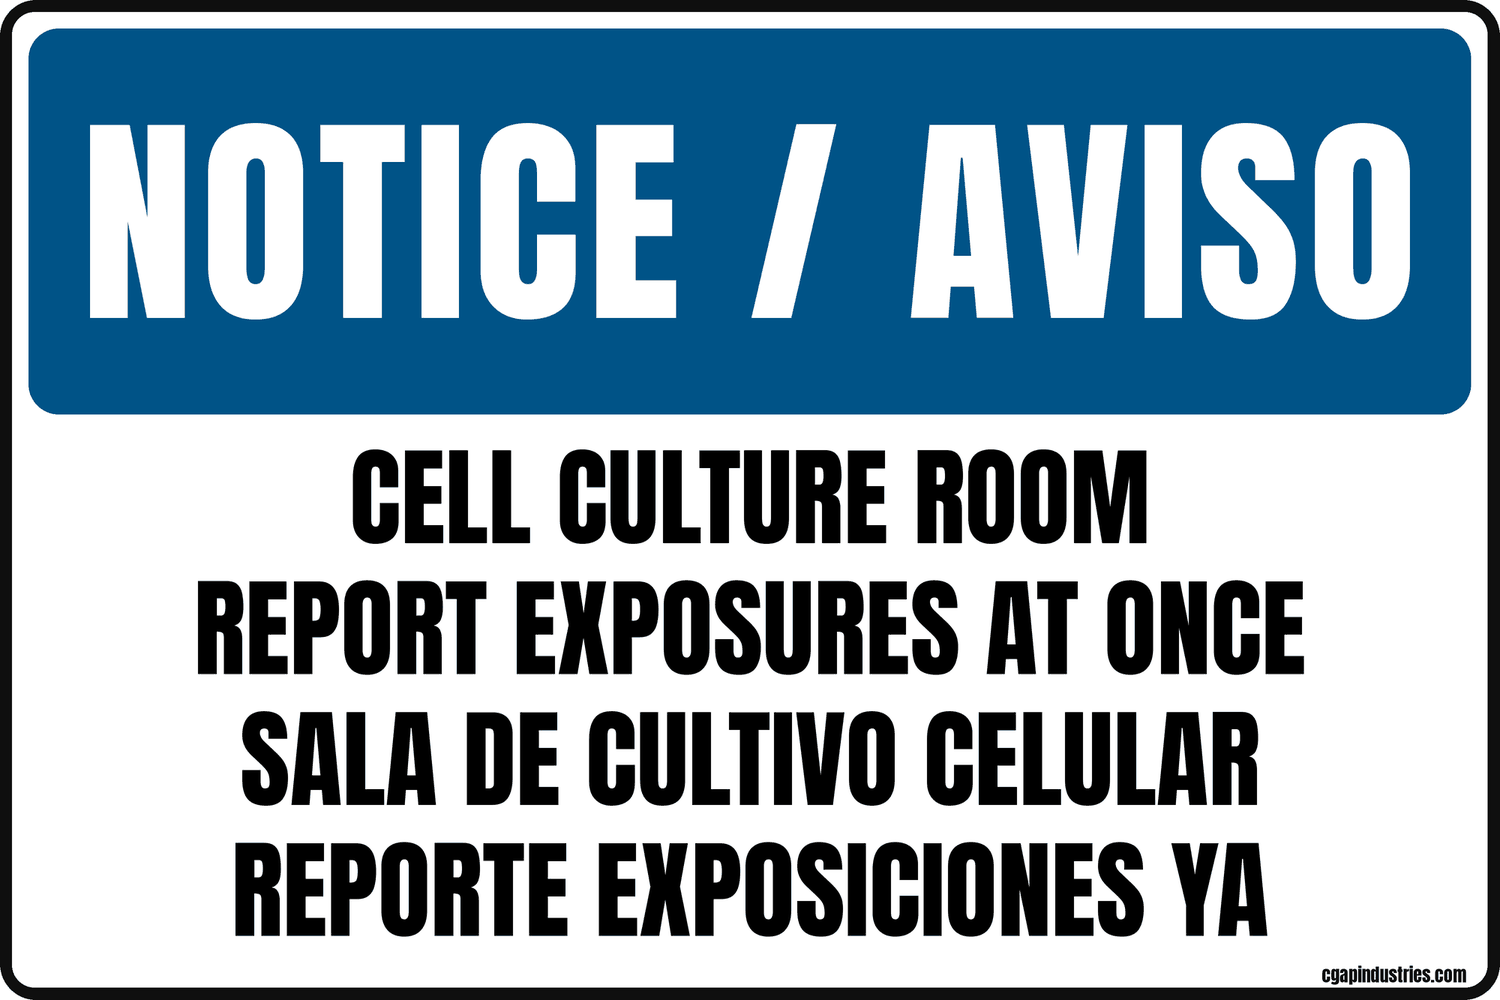 NOTICE / AVISO
CELL CULTURE ROOM
REPORT EXPOSURES AT ONCE
SALA DE CULTIVO CELULAR
REPORTE EXPOSICIONES YA
cgapindustries.com